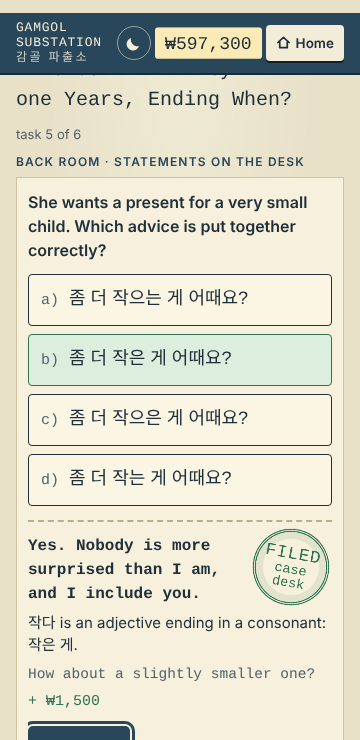 GAMGOL
SUBSTATION
감골 파출소
₩597,300
Home
one Years, Ending When?
task 5 of 6
BACK ROOM · STATEMENTS ON THE DESK
She wants a present for a very small
child. Which advice is put together
correctly?
a) 좀 더 작으는 게 어때요?
b) 좀 더 작은 게 어때요?
c) 좀 더 작으은 게 어때요?
d) 좀 더 작는 게 어때요?
Yes. Nobody is more
surprised than I am,
and I include you.
FILED
case
desk
작다 is an adjective ending in a consonant:
작은 게.
How about a slightly smaller one?
+ ₩1,500